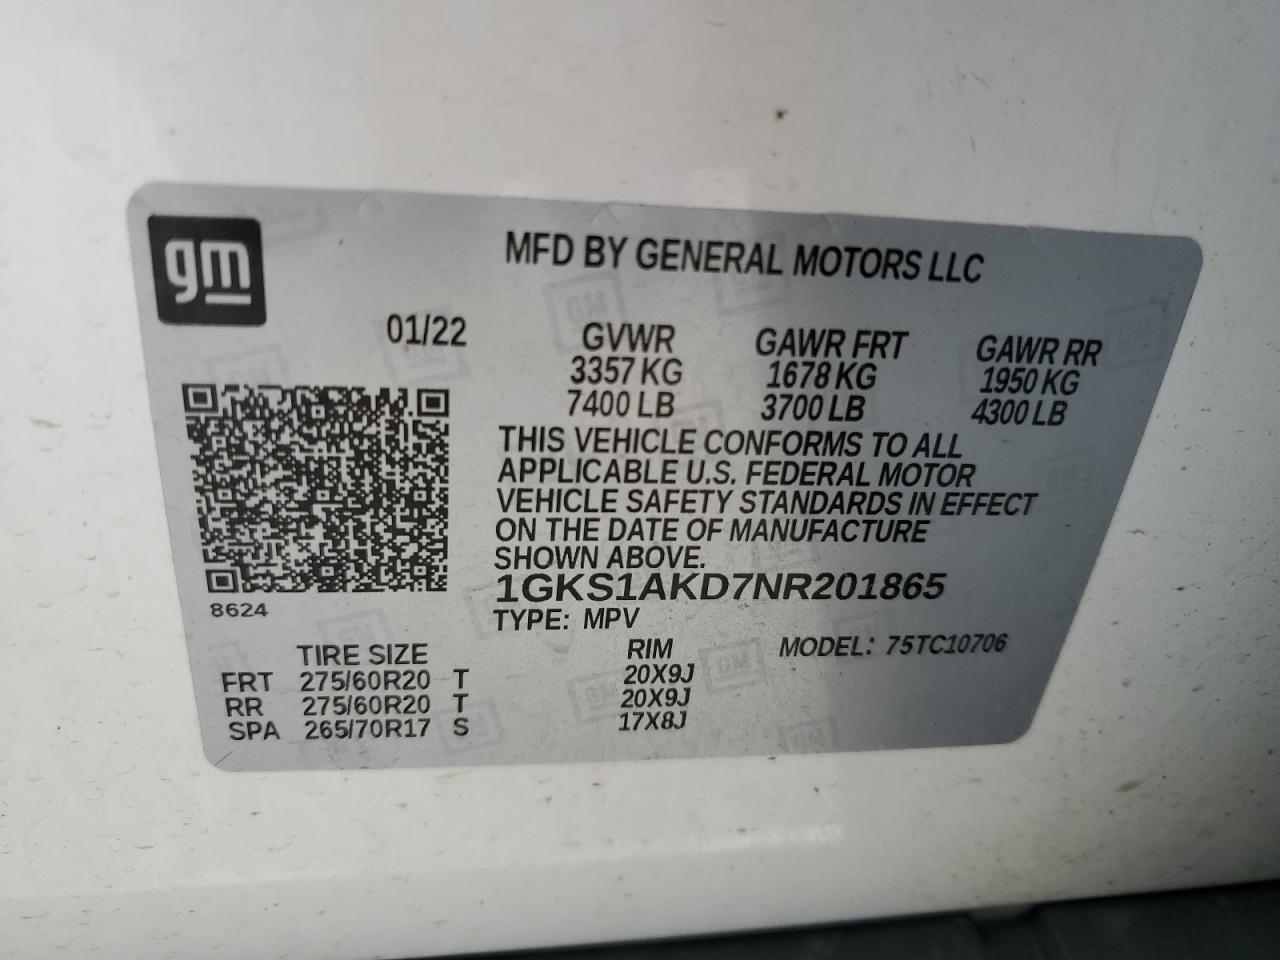 gm
MFD BY GENERAL MOTORS LLC
01/22
GVWR GAWR FRT GAWR RR
3357 KG 1678 KG 1950 KG
7400 LB 3700 LB 4300 LB
THIS VEHICLE CONFORMS TO ALL
APPLICABLE U.S. FEDERAL MOTOR
VEHICLE SAFETY STANDARDS IN EFFECT
ON THE DATE OF MANUFACTURE
SHOWN ABOVE.
1GKS1AKD7NR201865
8624
TYPE: MPV MODEL: 75TC10706
TIRE SIZE RIM
FRT 275/60R20 T 20X9J
RR 275/60R20 T 20X9J
SPA 265/70R17 S 17X8J